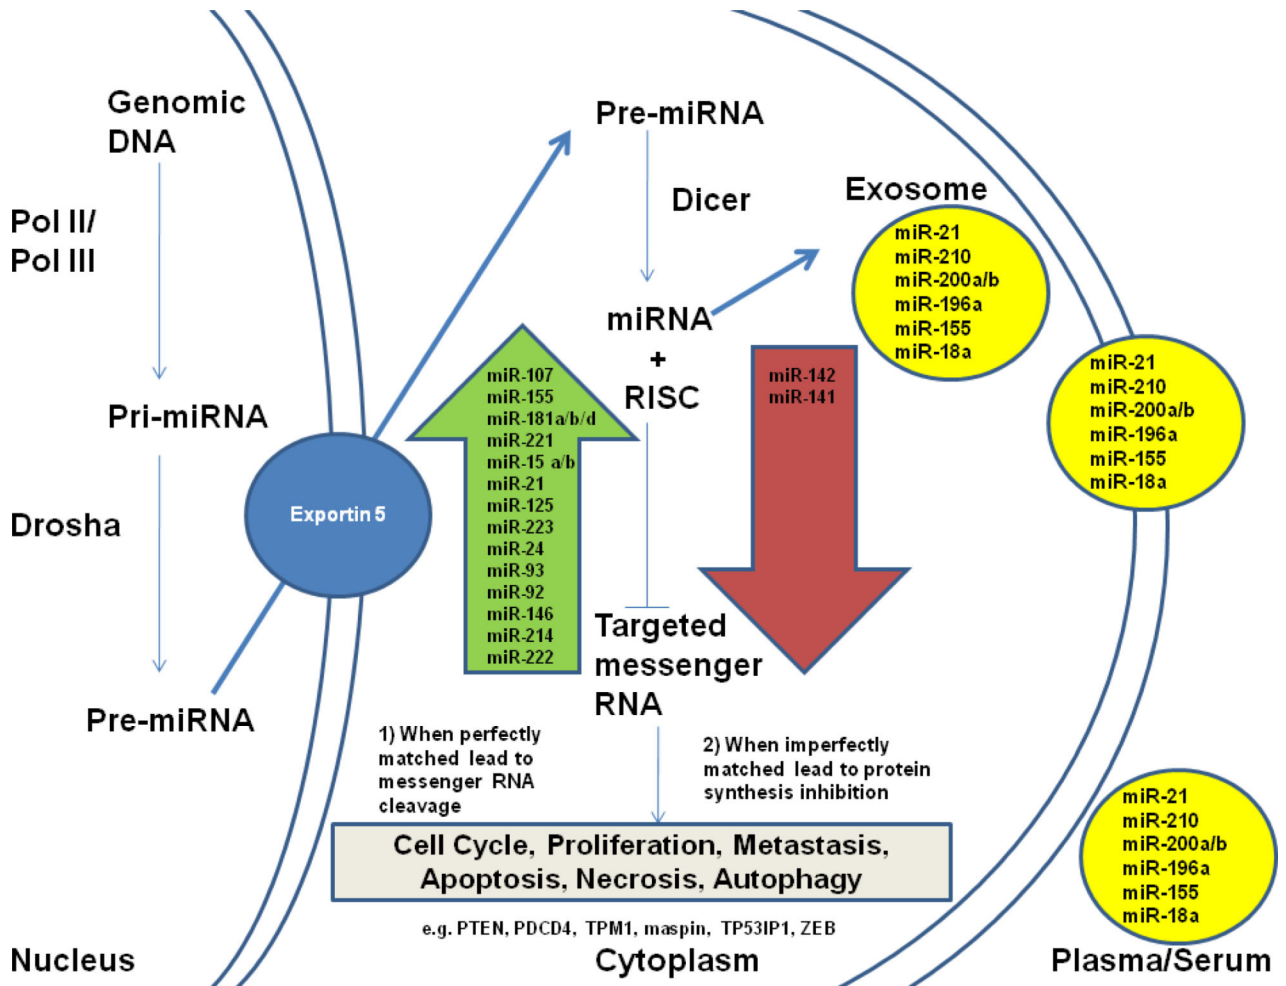 Genomic
DNA
Pol II/
Pol III
Pri-miRNA
Drosha
Pre-miRNA
Exportin 5
Pre-miRNA
Dicer
miRNA
+
RISC
Exosome
miR-21
miR-210
miR-200a/b
miR-196a
miR-155
miR-18a
miR-21
miR-210
miR-200a/b
miR-196a
miR-155
miR-18a
miR-107
miR-155
miR-181a/b/d
miR-221
miR-15 a/b
miR-21
miR-125
miR-223
miR-24
miR-93
miR-92
miR-146
miR-214
miR-222
miR-142
miR-141
Targeted
messenger
RNA
1) When perfectly
matched lead to
messenger RNA
cleavage
2) When imperfectly
matched lead to protein
synthesis inhibition
Cell Cycle, Proliferation, Metastasis,
Apoptosis, Necrosis, Autophagy
e.g. PTEN, PDCD4, TPM1, maspin, TP53IP1, ZEB
miR-21
miR-210
miR-200a/b
miR-196a
miR-155
miR-18a
Nucleus
Cytoplasm
Plasma/Serum